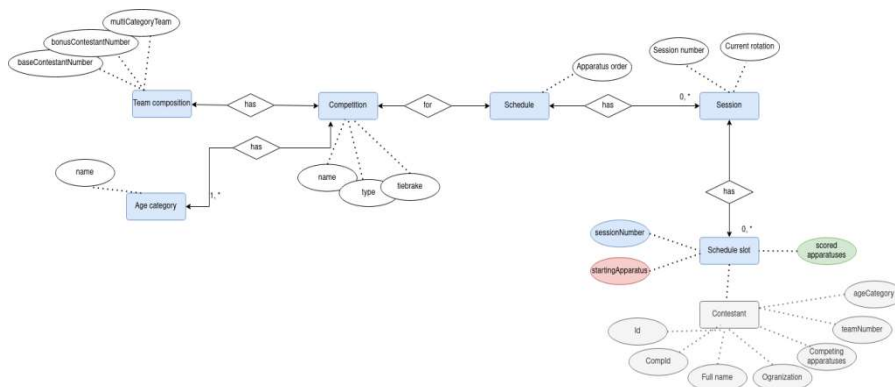 multiCategoryTeam
bonusContestantNumber
baseContestantNumber
Session number
Current rotation
Apparatus order
Team composition
has
Competition
for
Schedule
has
0, *
Session
has
name
name
type
tiebrake
1, *
Age category
has
0, *
sessionNumber
Schedule slot
scored
apparatuses
startingApparatus
Contestant
ageCategory
teamNumber
Id
CompId
Full name
Ogranization
Competing
apparatuses